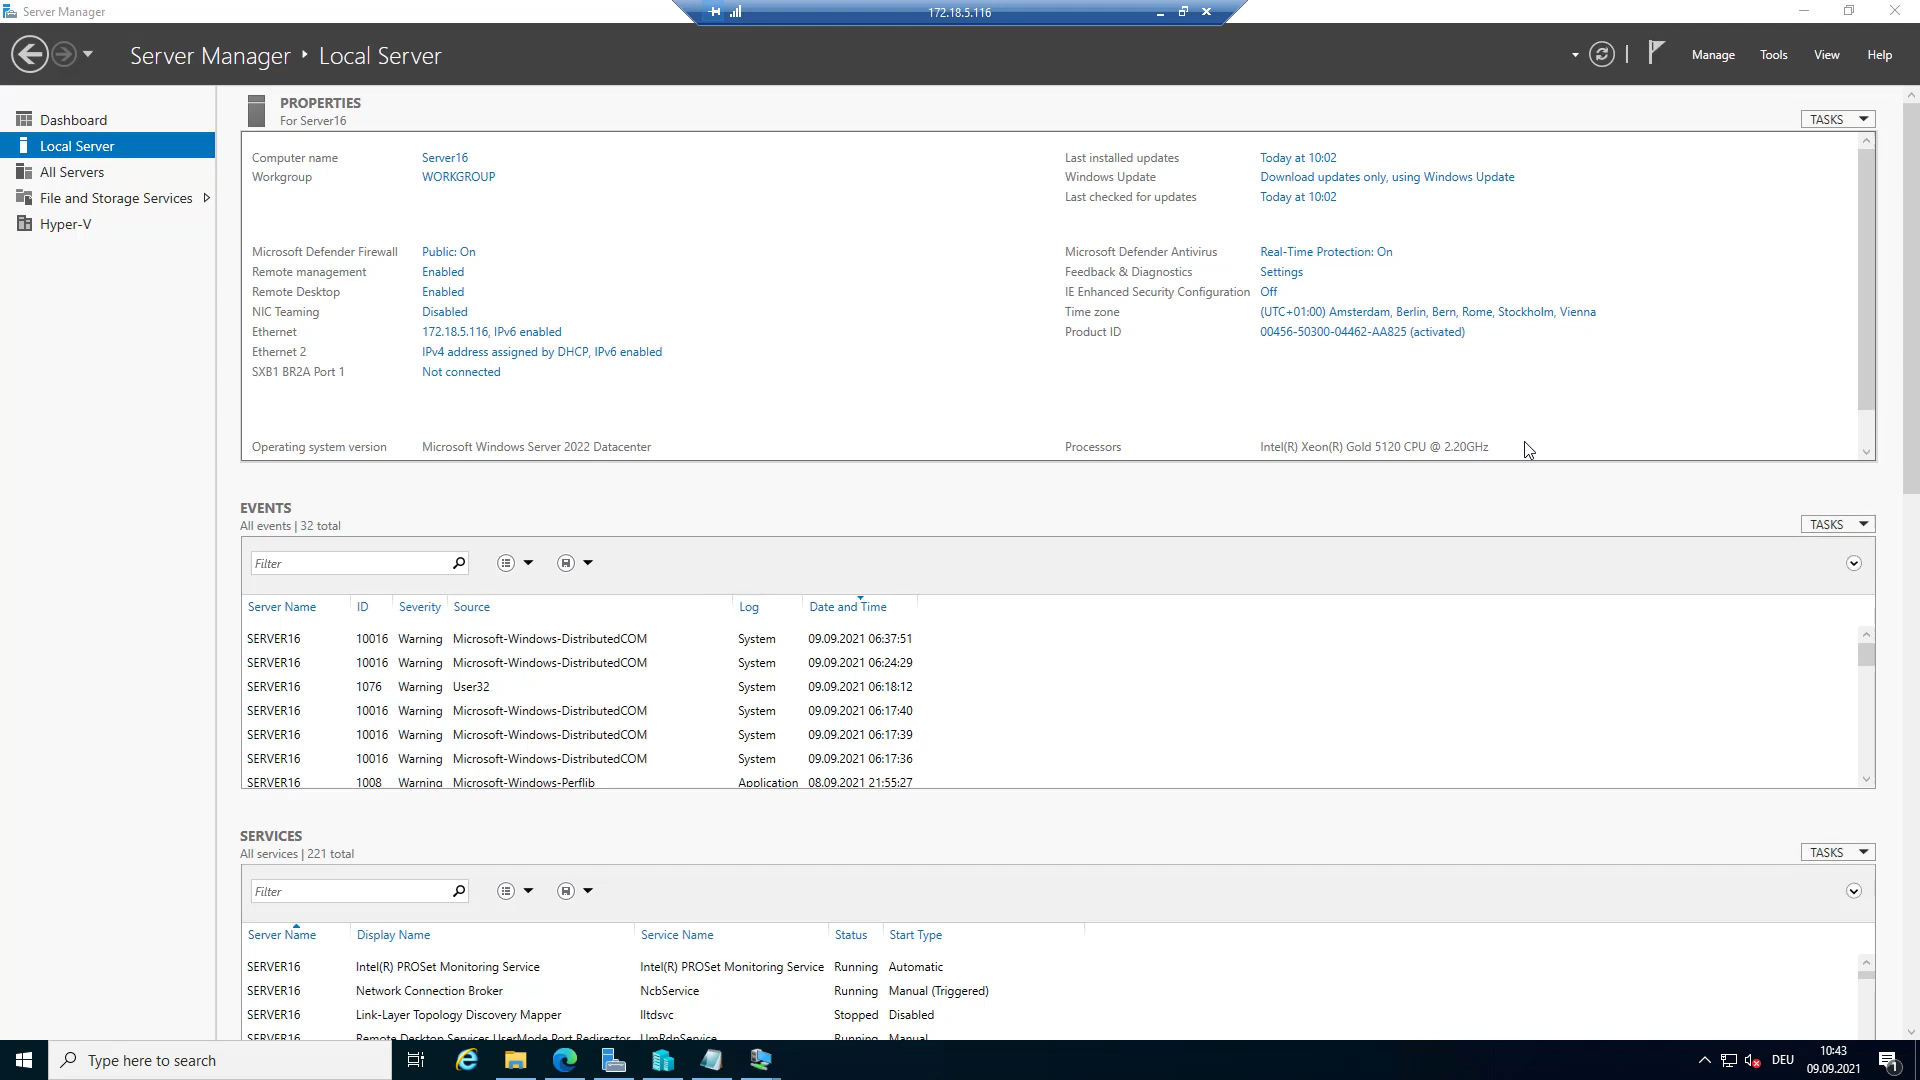 Server Manager
172.18.5.116
Server Manager ‣ Local Server
Manage Tools View Help
Dashboard
Local Server
All Servers
File and Storage Services
Hyper-V
PROPERTIES
For Server16
TASKS
Computer name Server16
Workgroup WORKGROUP
Last installed updates Today at 10:02
Windows Update Download updates only, using Windows Update
Last checked for updates Today at 10:02
Microsoft Defender Firewall Public: On
Remote management Enabled
Remote Desktop Enabled
NIC Teaming Disabled
Ethernet 172.18.5.116, IPv6 enabled
Ethernet 2 IPv4 address assigned by DHCP, IPv6 enabled
SXB1 BR2A Port 1 Not connected
Microsoft Defender Antivirus Real-Time Protection: On
Feedback & Diagnostics Settings
IE Enhanced Security Configuration Off
Time zone (UTC+01:00) Amsterdam, Berlin, Bern, Rome, Stockholm, Vienna
Product ID 00456-50300-04462-AA825 (activated)
Operating system version Microsoft Windows Server 2022 Datacenter
Processors Intel(R) Xeon(R) Gold 5120 CPU @ 2.20GHz
EVENTS
All events | 32 total
TASKS
Filter
Server Name ID Severity Source Log Date and Time
SERVER16 10016 Warning Microsoft-Windows-DistributedCOM System 09.09.2021 06:37:51
SERVER16 10016 Warning Microsoft-Windows-DistributedCOM System 09.09.2021 06:24:29
SERVER16 1076 Warning User32 System 09.09.2021 06:18:12
SERVER16 10016 Warning Microsoft-Windows-DistributedCOM System 09.09.2021 06:17:40
SERVER16 10016 Warning Microsoft-Windows-DistributedCOM System 09.09.2021 06:17:39
SERVER16 10016 Warning Microsoft-Windows-DistributedCOM System 09.09.2021 06:17:36
SERVER16 1008 Warning Microsoft-Windows-Perflib Application 08.09.2021 21:55:27
SERVICES
All services | 221 total
TASKS
Filter
Server Name Display Name Service Name Status Start Type
SERVER16 Intel(R) PROSet Monitoring Service Intel(R) PROSet Monitoring Service Running Automatic
SERVER16 Network Connection Broker NcbService Running Manual (Triggered)
SERVER16 Link-Layer Topology Discovery Mapper lltdsvc Stopped Disabled
SERVER16 Remote Desktop Services UserMode Port Redirector UmRdpService Running Manual
Type here to search
DEU
10:43
09.09.2021
1